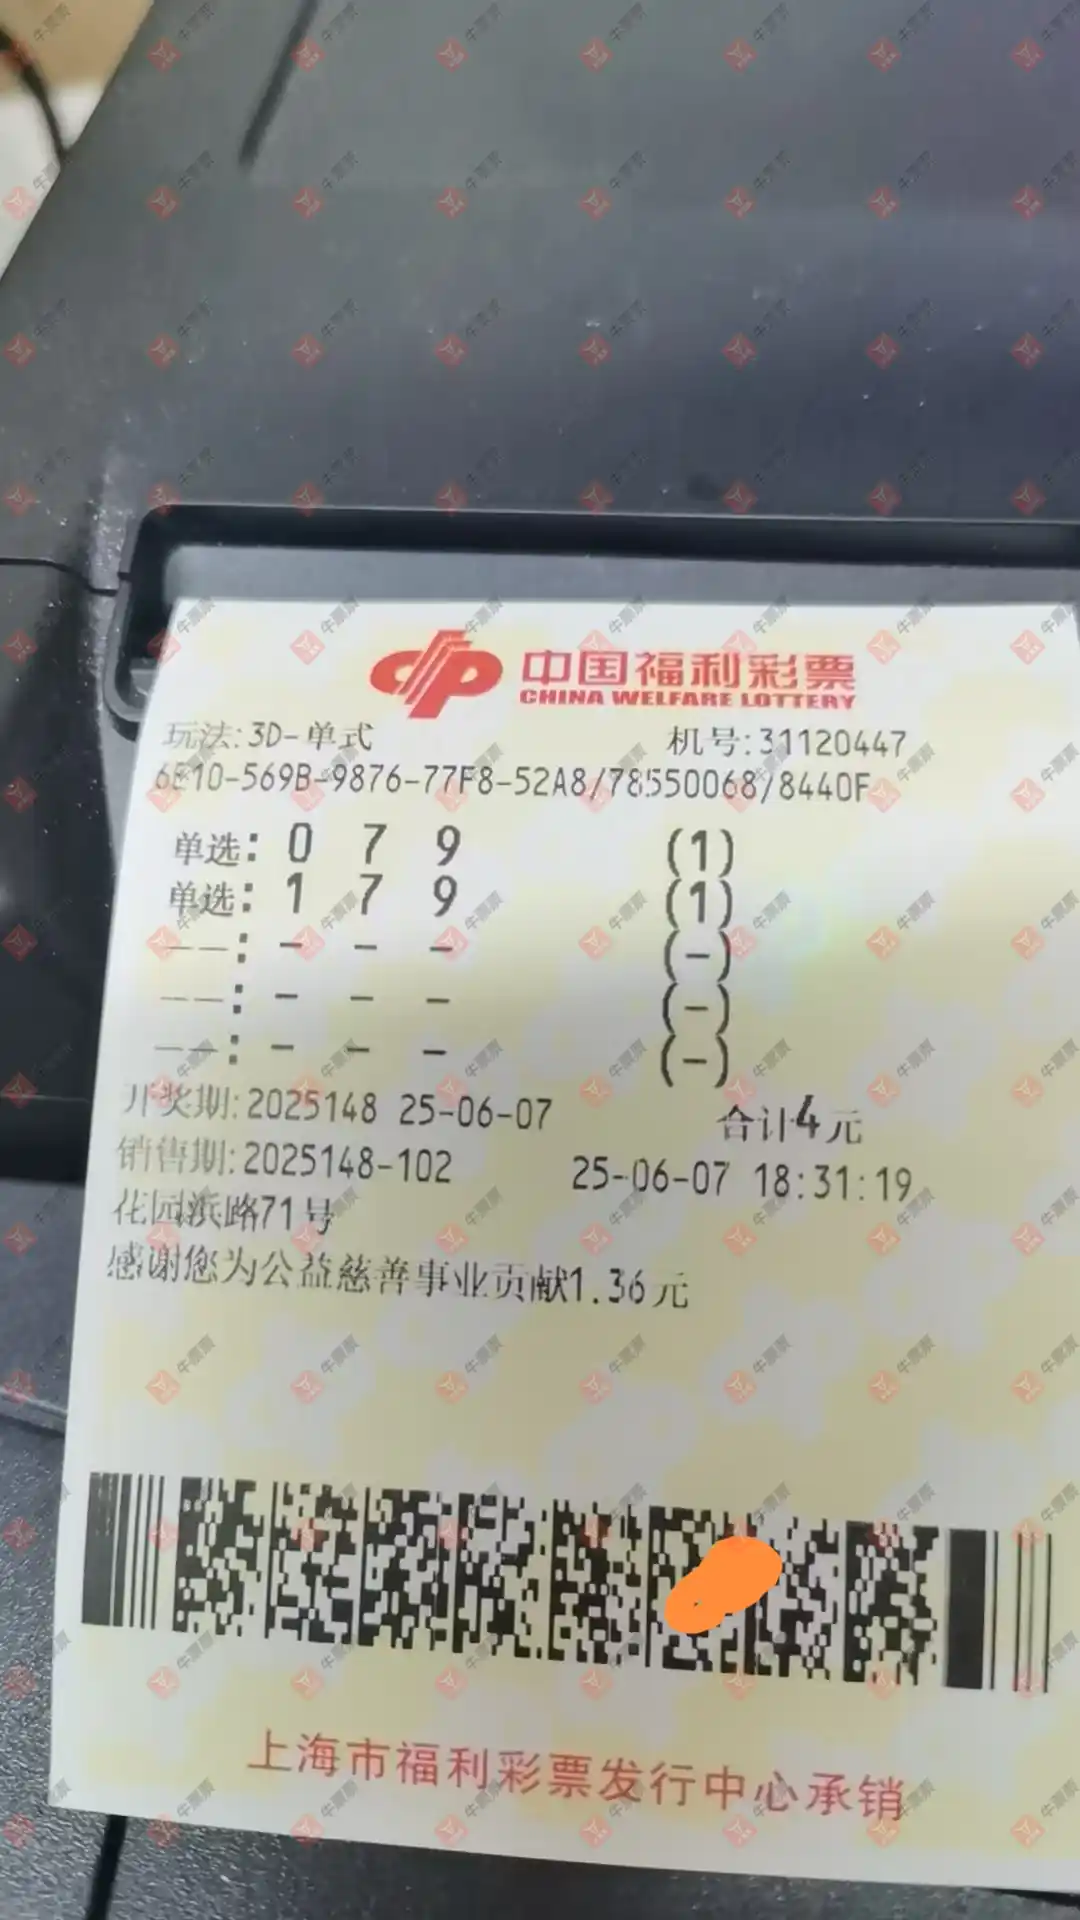 中国福利彩票
CHINA WELFARE LOTTERY
玩法:3D-单式 机号:31120447
6E10-569B-9876-77F8-52A8/78550068/8440F
单选: 0 7 9 (1)
单选: 1 7 9 (1)
--: - - - (-)
--: - - - (-)
--: - - - (-)
开奖期:2025148 25-06-07 合计4元
销售期:2025148-102 25-06-07 18:31:19
花园浜路71号
感谢您为公益慈善事业贡献1.36元
上海市福利彩票发行中心承销
牛票票